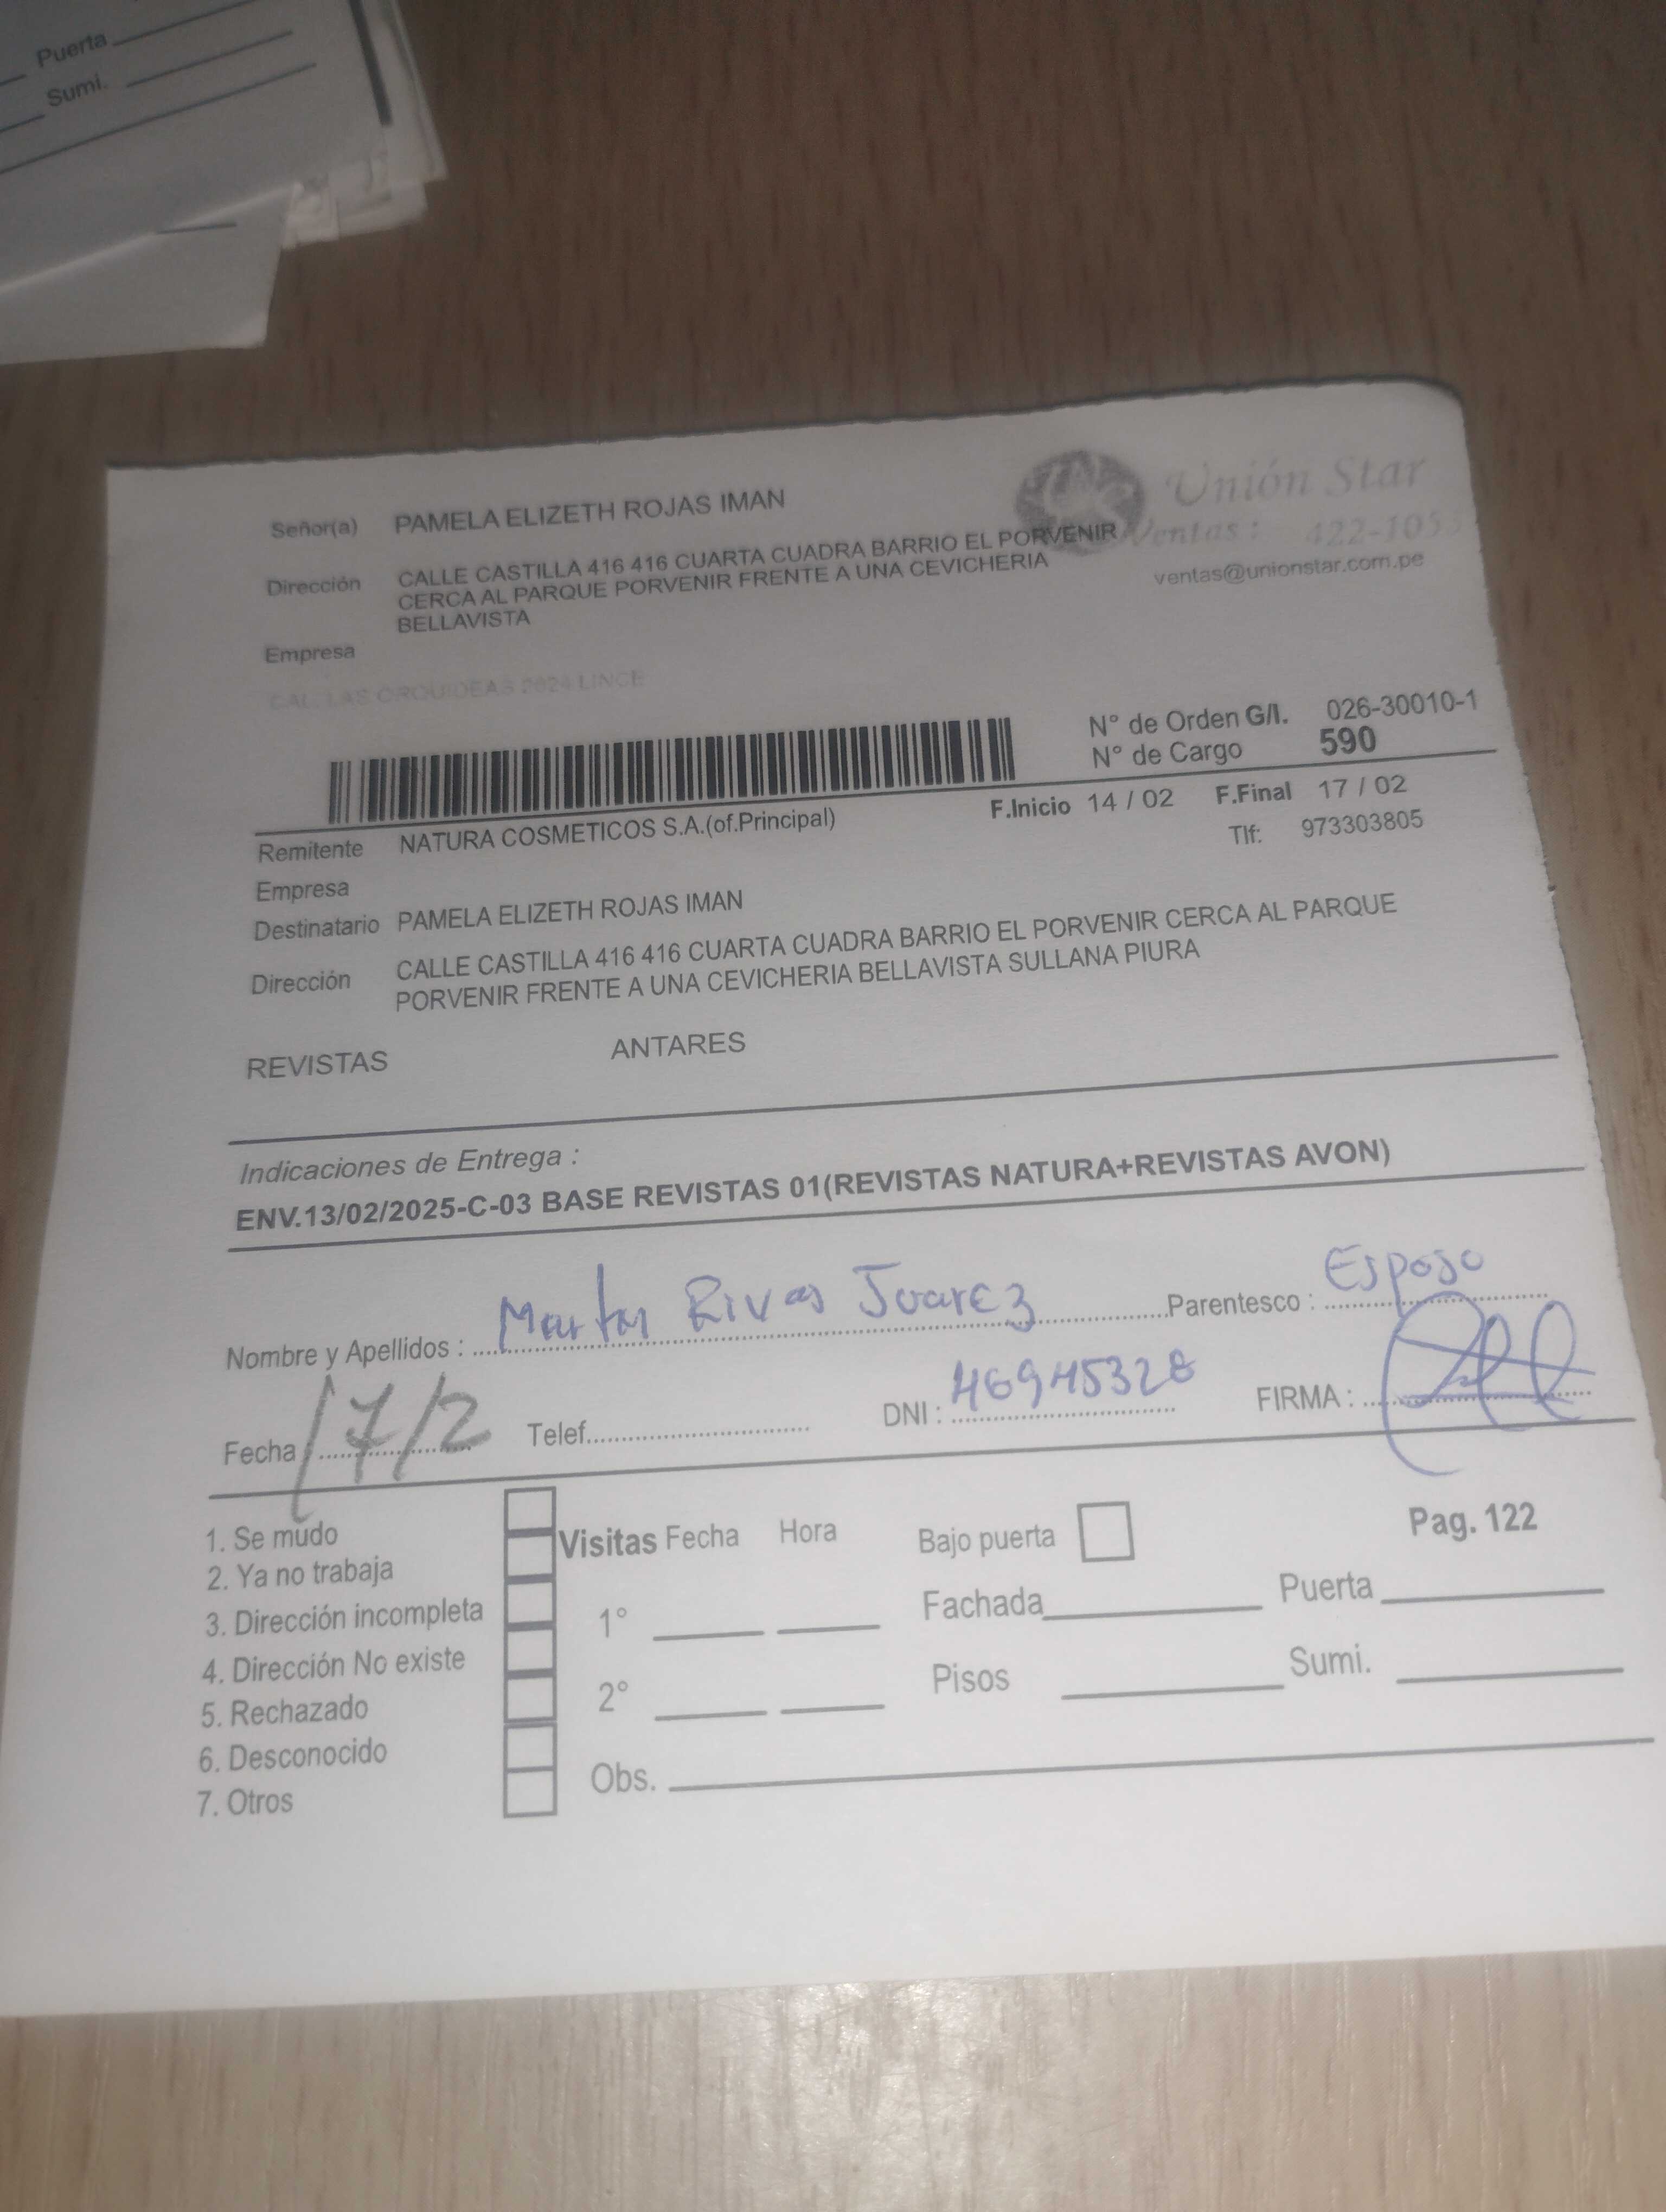 Puerta
Sumi.
Unión Star
Ventas: 422-105
ventas@unionstar.com.pe
Señor(a) PAMELA ELIZETH ROJAS IMAN
Dirección CALLE CASTILLA 416 416 CUARTA CUADRA BARRIO EL PORVENIR
CERCA AL PARQUE PORVENIR FRENTE A UNA CEVICHERIA
BELLAVISTA
Empresa
CAL. LAS ORQUIDEAS 2624 LINCE
N° de Orden G/I. 026-30010-1
N° de Cargo 590
F.Inicio 14 / 02 F.Final 17 / 02
Remitente NATURA COSMETICOS S.A.(of.Principal) Tlf: 973303805
Empresa
Destinatario PAMELA ELIZETH ROJAS IMAN
Dirección CALLE CASTILLA 416 416 CUARTA CUADRA BARRIO EL PORVENIR CERCA AL PARQUE
PORVENIR FRENTE A UNA CEVICHERIA BELLAVISTA SULLANA PIURA
REVISTAS ANTARES
Indicaciones de Entrega :
ENV.13/02/2025-C-03 BASE REVISTAS 01(REVISTAS NATURA+REVISTAS AVON)
Nombre y Apellidos : Rivas Juarez Parentesco : Esposo
Fecha 17/2 Telef. DNI : 46945328 FIRMA :
1. Se mudo
2. Ya no trabaja
3. Dirección incompleta
4. Dirección No existe
5. Rechazado
6. Desconocido
7. Otros
Visitas Fecha Hora
1°
2°
Obs.
Bajo puerta
Fachada
Pisos
Pag. 122
Puerta
Sumi.